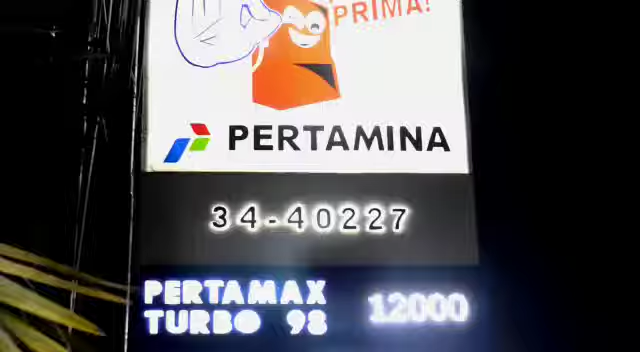 PRIMA!
PERTAMINA
34-40227
PERTAMAX
TURBO 98
12000